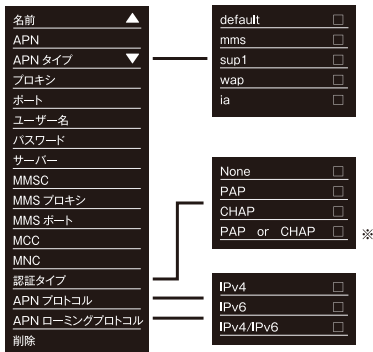 名前 ▲
APN
APN タイプ ▼
プロキシ
ポート
ユーザー名
パスワード
サーバー
MMSC
MMS プロキシ
MMS ポート
MCC
MNC
認証タイプ
APN プロトコル
APN ローミングプロトコル
削除
default □
mms □
sup1 □
wap □
ia □
None □
PAP □
CHAP □
PAP or CHAP □ ※
IPv4 □
IPv6 □
IPv4/IPv6 □